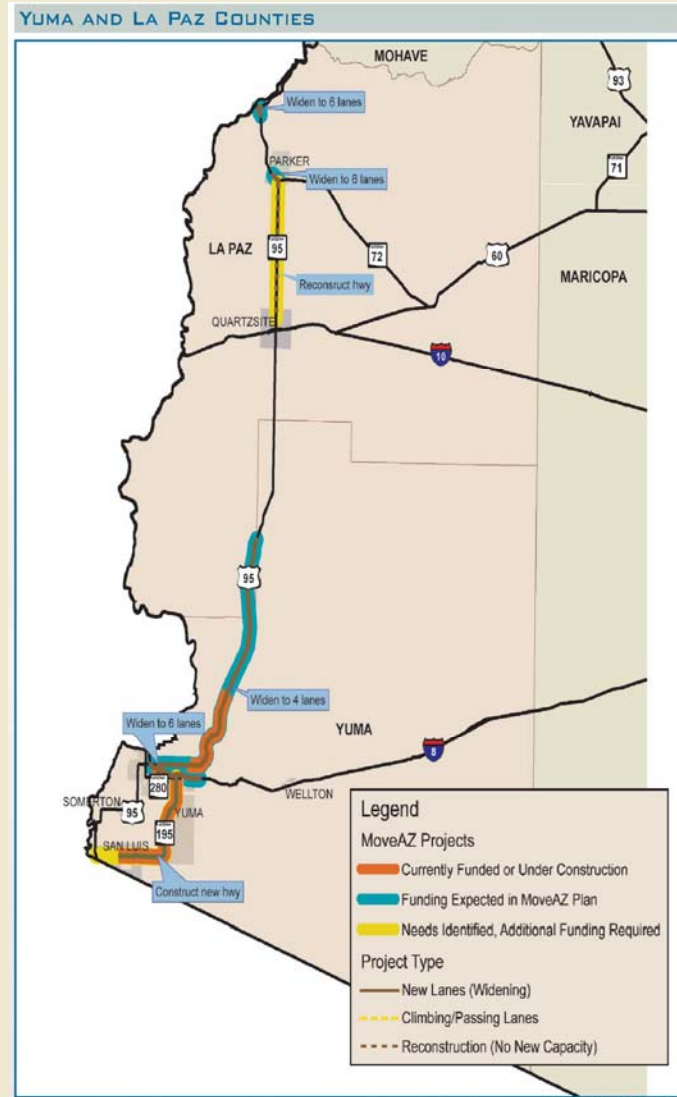 YUMA AND LA PAZ COUNTIES
MOHAVE
93
Widen to 6 lanes
YAVAPAI
71
PARKER
Widen to 6 lanes
LA PAZ
95
72
60
MARICOPA
Reconsruct hwy
QUARTZSITE
10
95
Widen to 4 lanes
Widen to 6 lanes
YUMA
8
280
WELLTON
SOMERTON
95
YUMA
195
SAN LUIS
Construct new hwy
Legend
MoveAZ Projects
Currently Funded or Under Construction
Funding Expected in MoveAZ Plan
Needs Identified, Additional Funding Required
Project Type
New Lanes (Widening)
Climbing/Passing Lanes
Reconstruction (No New Capacity)